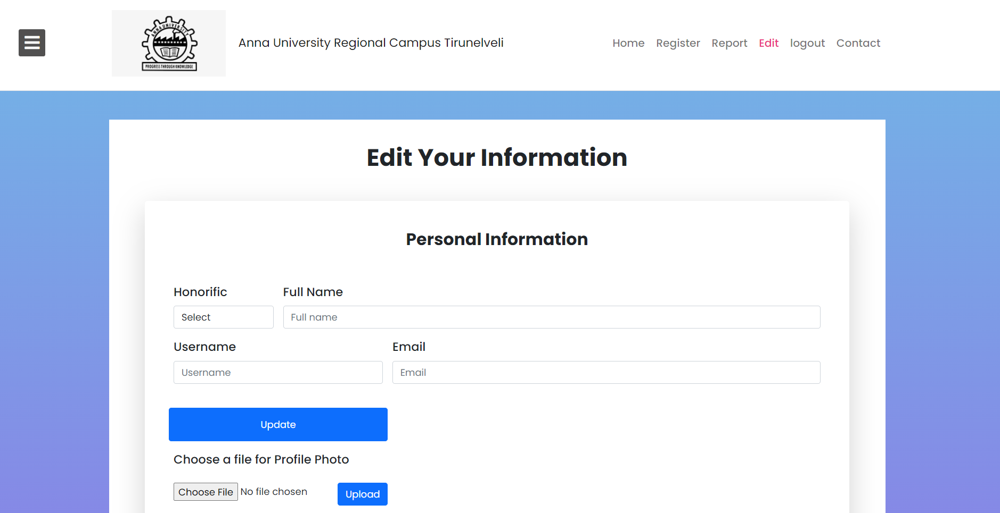 ANNA UNIVERSITY
PROGRESS THROUGH KNOWLEDGE
Anna University Regional Campus Tirunelveli
Home Register Report Edit logout Contact
Edit Your Information
Personal Information
Honorific Full Name
Select Full name
Username Email
Username Email
Update
Choose a file for Profile Photo
Choose File No file chosen Upload